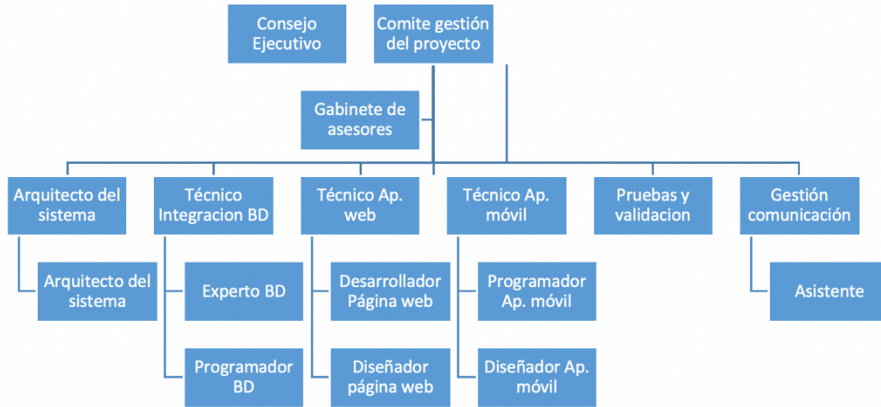 Consejo
Ejecutivo
Comite gestión
del proyecto
Gabinete de
asesores
Arquitecto del
sistema
Técnico
Integracion BD
Técnico Ap.
web
Técnico Ap.
móvil
Pruebas y
validacion
Gestión
comunicación
Arquitecto del
sistema
Experto BD
Desarrollador
Página web
Programador
Ap. móvil
Asistente
Programador
BD
Diseñador
página web
Diseñador Ap.
móvil